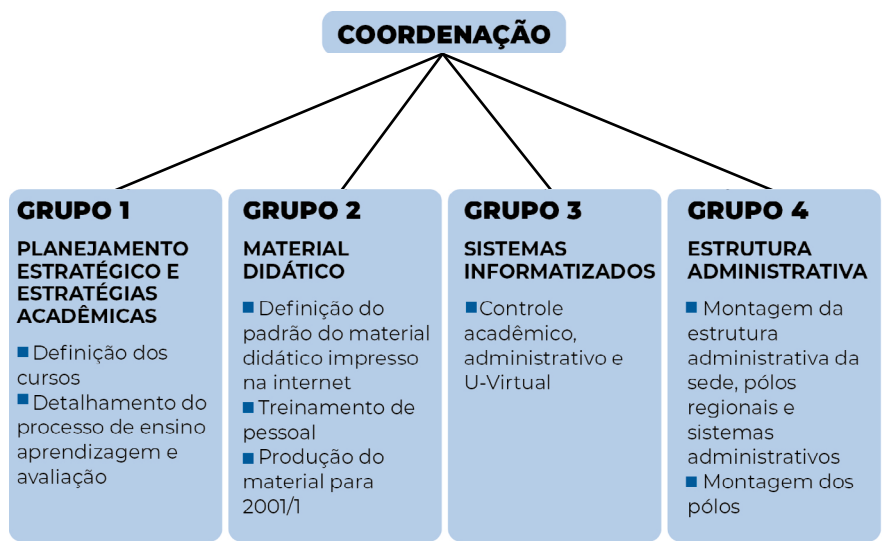 COORDENAÇÃO
GRUPO 1
PLANEJAMENTO
ESTRATÉGICO E
ESTRATÉGIAS
ACADÊMICAS
Definição dos
cursos
Detalhamento do
processo de ensino
aprendizagem e
avaliação
GRUPO 2
MATERIAL
DIDÁTICO
Definição do
padrão do material
didático impresso
na internet
Treinamento de
pessoal
Produção do
material para
2001/1
GRUPO 3
SISTEMAS
INFORMATIZADOS
Controle
acadêmico,
administrativo e
U-Virtual
GRUPO 4
ESTRUTURA
ADMINISTRATIVA
Montagem da
estrutura
administrativa da
sede, pólos
regionais e
sistemas
administrativos
Montagem dos
pólos